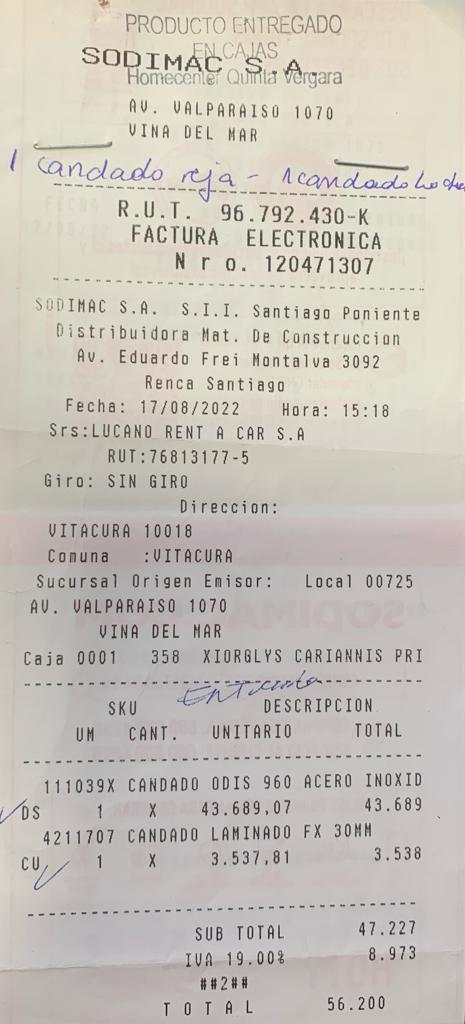 PRODUCTO ENTREGADO
EN CAJAS
SODIMAC S.A.
Homecenter Quinta Vergara
AV. VALPARAISO 1070
VINA DEL MAR
1 candado reja - 1 candado
R.U.T. 96.792.430-K
FACTURA ELECTRONICA
N r o. 120471307
SODIMAC S.A. S.I.I. Santiago Poniente
Distribuidora Mat. De Construccion
Av. Eduardo Frei Montalva 3092
Renca Santiago
Fecha: 17/08/2022 Hora: 15:18
Srs:LUCANO RENT A CAR S.A
RUT:76813177-5
Giro: SIN GIRO
Direccion:
VITACURA 10018
Comuna :VITACURA
Sucursal Origen Emisor: Local 00725
AV. VALPARAISO 1070
VINA DEL MAR
Caja 0001 358 XIORGLYS CARIANNIS PRI
SKU DESCRIPCION
UM CANT. UNITARIO TOTAL
111039X CANDADO ODIS 960 ACERO INOXID
DS 1 X 43.689,07 43.689
4211707 CANDADO LAMINADO FX 30MM
CU 1 X 3.537,81 3.538
SUB TOTAL 47.227
IVA 19.00% 8.973
##2##
T O T A L 56.200